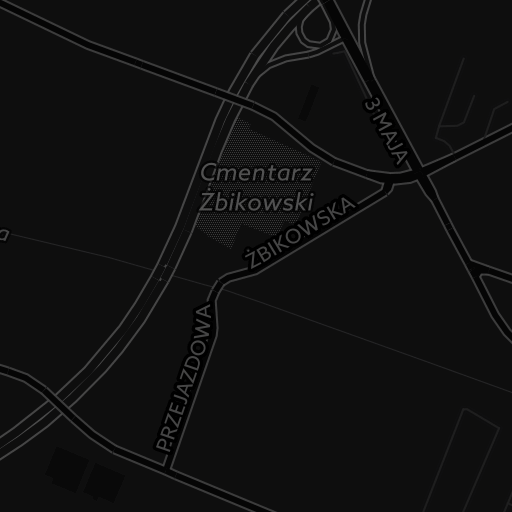 3 MAJA
Cmentarz
Żbikowski
ŻBIKOWSKA
a
PRZEJAZDOWA